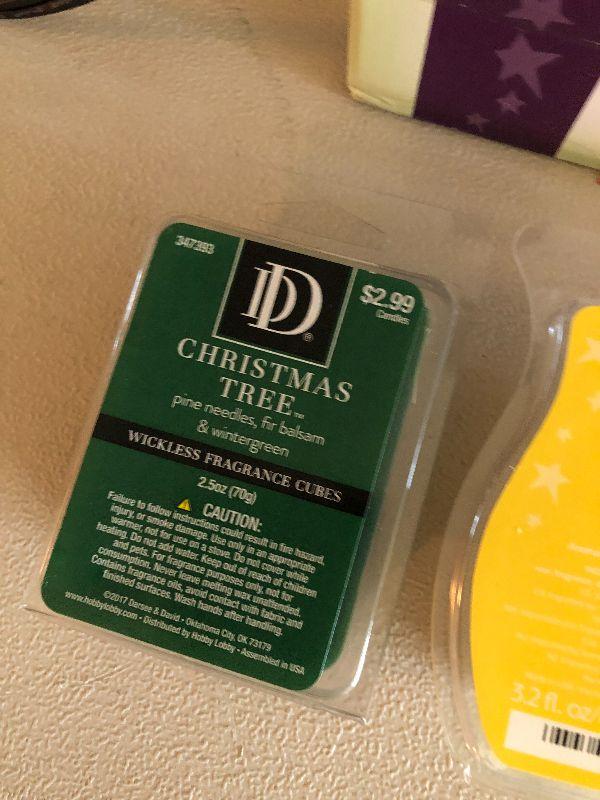 347393
DD®
$2.99
Candles
CHRISTMAS
TREE™
pine needles, fir balsam
& wintergreen
WICKLESS FRAGRANCE CUBES
2.5oz (70g)
CAUTION:
Failure to follow instructions could result in fire hazard,
injury, or smoke damage. Use only in an appropriate
warmer, not for use on a stove. Do not cover while
heating. Do not add water. Keep out of reach of children
and pets. For fragrance purposes only, not for
consumption. Never leave melting wax unattended.
Contains fragrance oils, avoid contact with fabric and
finished surfaces. Wash hands after handling.
©2017 Darsee & David • Oklahoma City, OK 73179
www.hobbylobby.com • Distributed by Hobby Lobby • Assembled in USA
3.2 fl. oz/